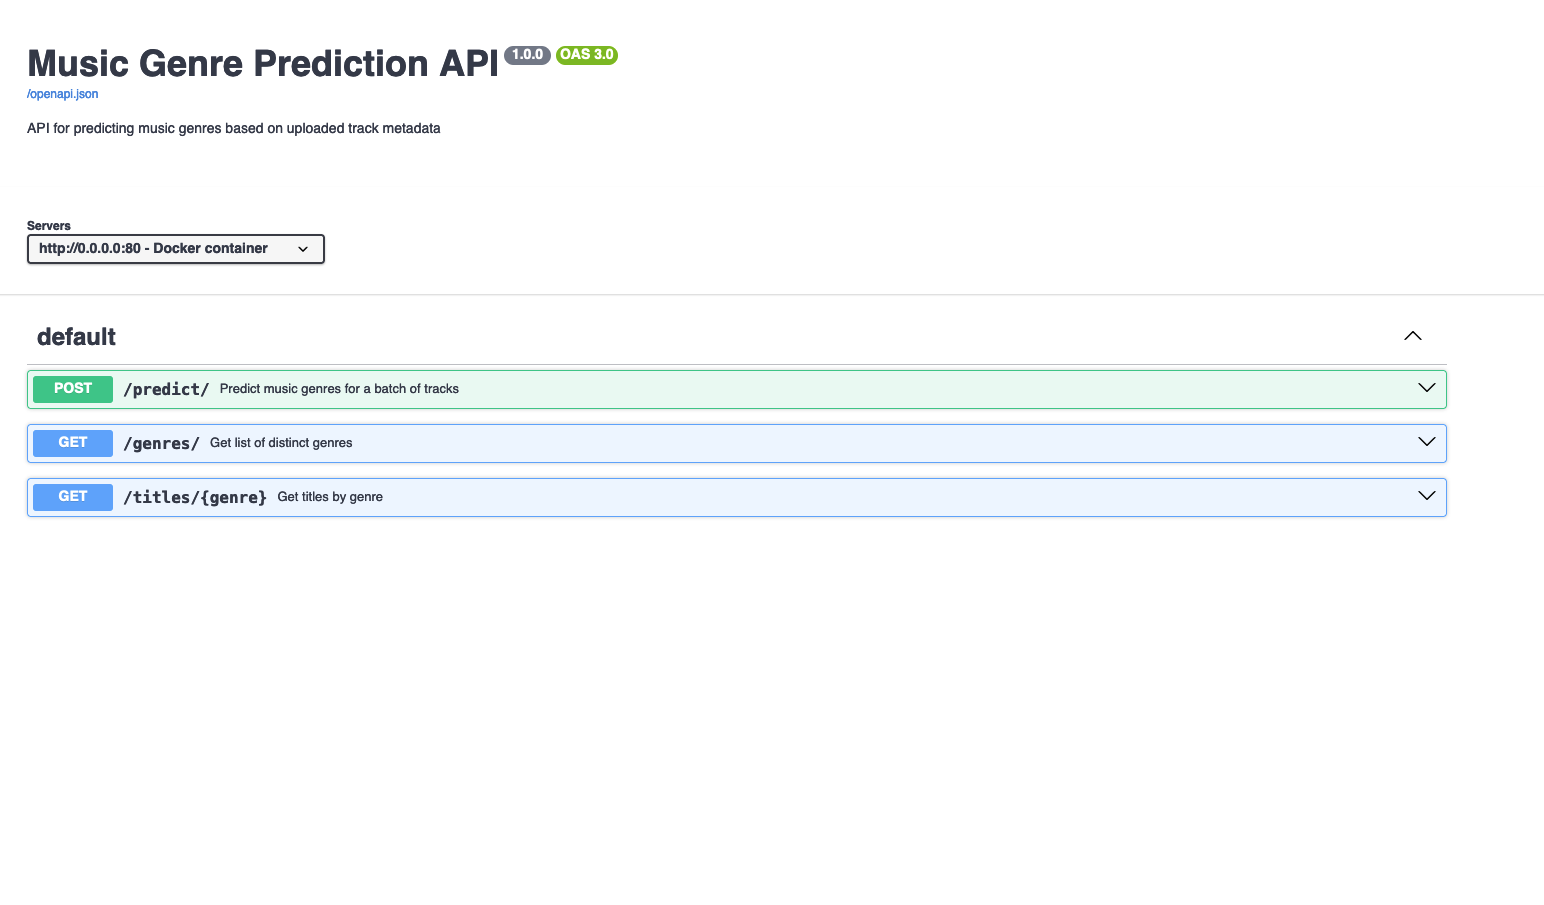 Music Genre Prediction API 1.0.0 OAS 3.0
/openapi.json
API for predicting music genres based on uploaded track metadata
Servers
http://0.0.0.0:80 - Docker container
default
POST /predict/ Predict music genres for a batch of tracks
GET /genres/ Get list of distinct genres
GET /titles/{genre} Get titles by genre